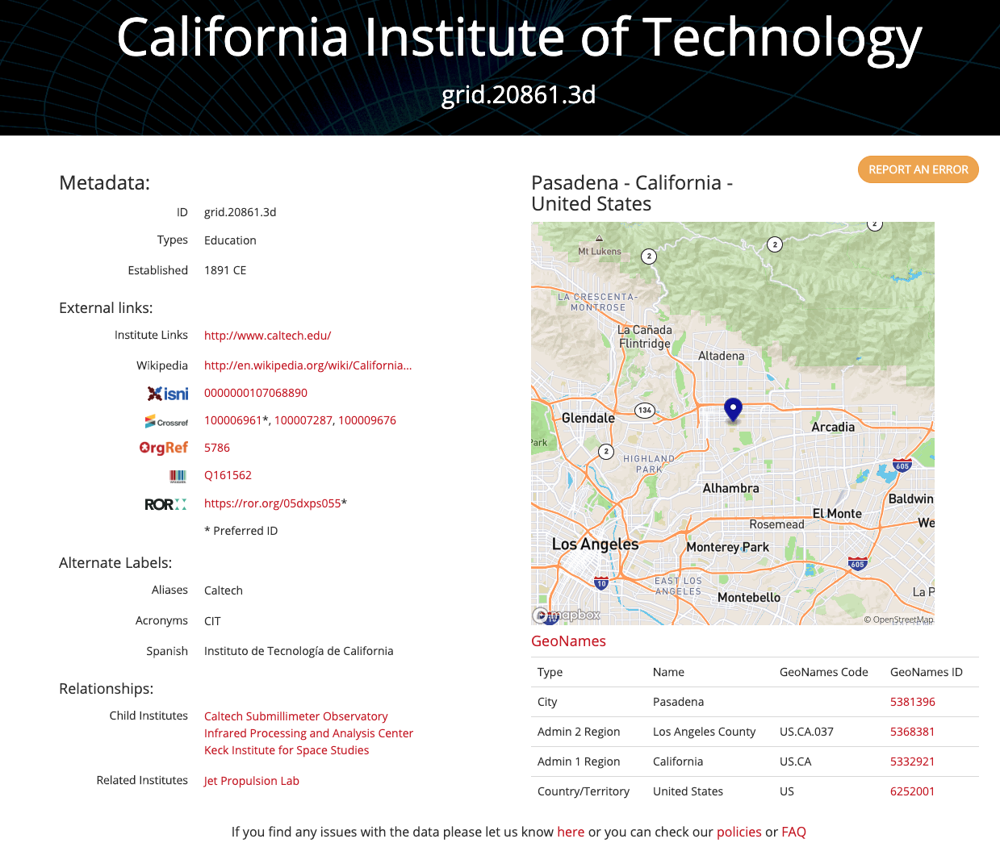 California Institute of Technology
grid.20861.3d
Metadata:
ID grid.20861.3d
Types Education
Established 1891 CE
External links:
Institute Links http://www.caltech.edu/
Wikipedia http://en.wikipedia.org/wiki/California...
isni 0000000107068890
Crossref 100006961*, 100007287, 100009676
OrgRef 5786
Q161562
ROR https://ror.org/05dxps055*
* Preferred ID
Alternate Labels:
Aliases Caltech
Acronyms CIT
Spanish Instituto de Tecnología de California
Relationships:
Child Institutes Caltech Submillimeter Observatory
Infrared Processing and Analysis Center
Keck Institute for Space Studies
Related Institutes Jet Propulsion Lab
REPORT AN ERROR
Pasadena - California -
United States
2
Mt Lukens
2
2
LA CRESCENTA-
MONTROSE
La Cañada
Flintridge
Altadena
134
Glendale
Arcadia
Park
2
HIGHLAND
PARK
605
Alhambra
Baldwin
El Monte
Rosemead
We
Los Angeles
Monterey Park
605
10
EAST LOS
ANGELES
La P
Montebello
mapbox
10
© OpenStreetMap
GeoNames
Type Name GeoNames Code GeoNames ID
City Pasadena 5381396
Admin 2 Region Los Angeles County US.CA.037 5368381
Admin 1 Region California US.CA 5332921
Country/Territory United States US 6252001
If you find any issues with the data please let us know here or you can check our policies or FAQ